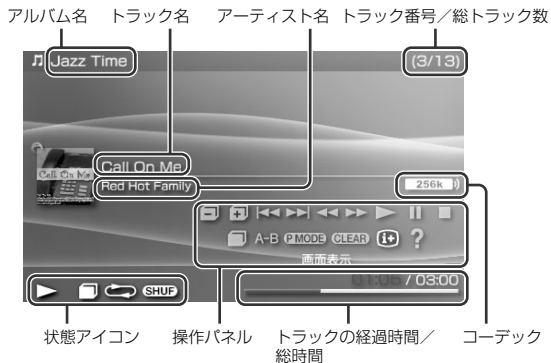 アルバム名 トラック名 アーティスト名 トラック番号／総トラック数
Jazz Time (3/13)
Call On Me
Call On Me
Red Hot Family
256k
A-B P MODE CLEAR i+ ?
画面表示
01:06 / 03:00
SHUF
状態アイコン 操作パネル トラックの経過時間／ コーデック
総時間